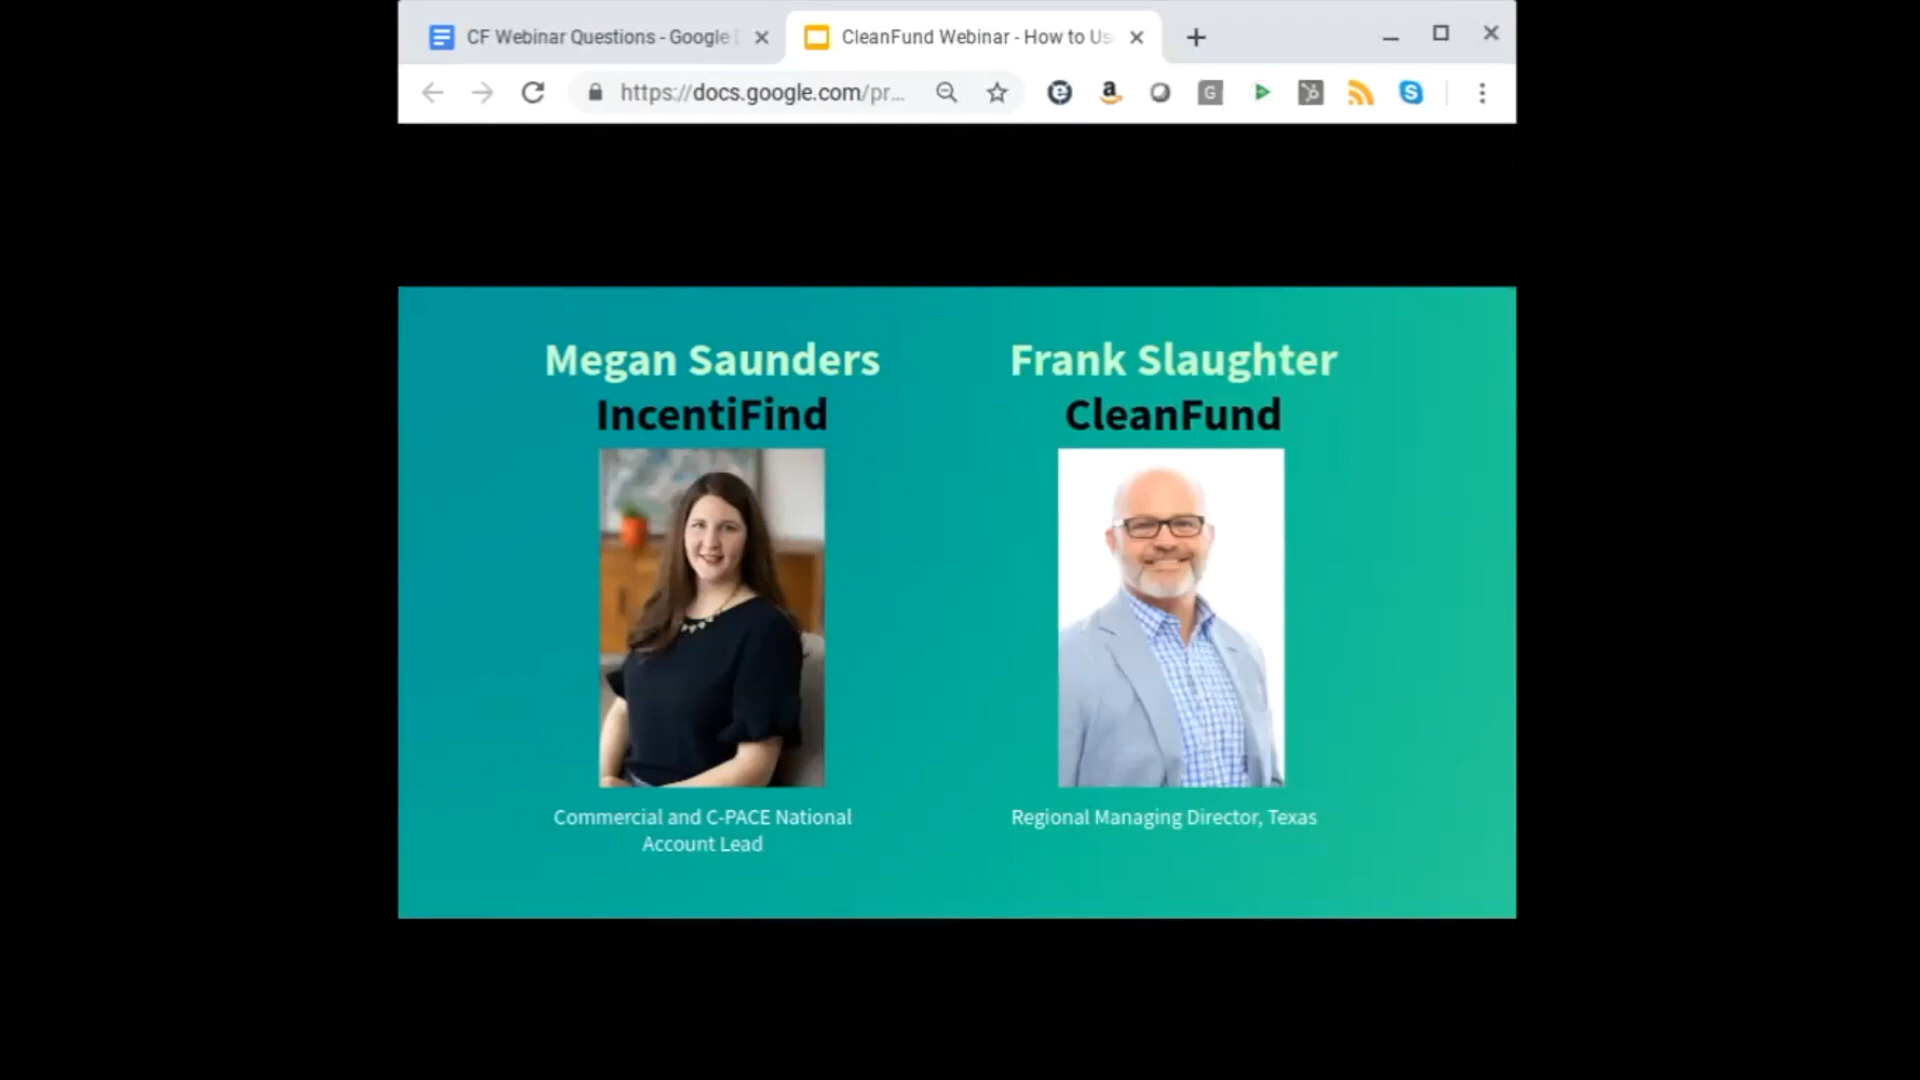 CF Webinar Questions - Google
CleanFund Webinar - How to Us
https://docs.google.com/pr...
G
Megan Saunders
IncentiFind
Frank Slaughter
CleanFund
Commercial and C-PACE National
Account Lead
Regional Managing Director, Texas